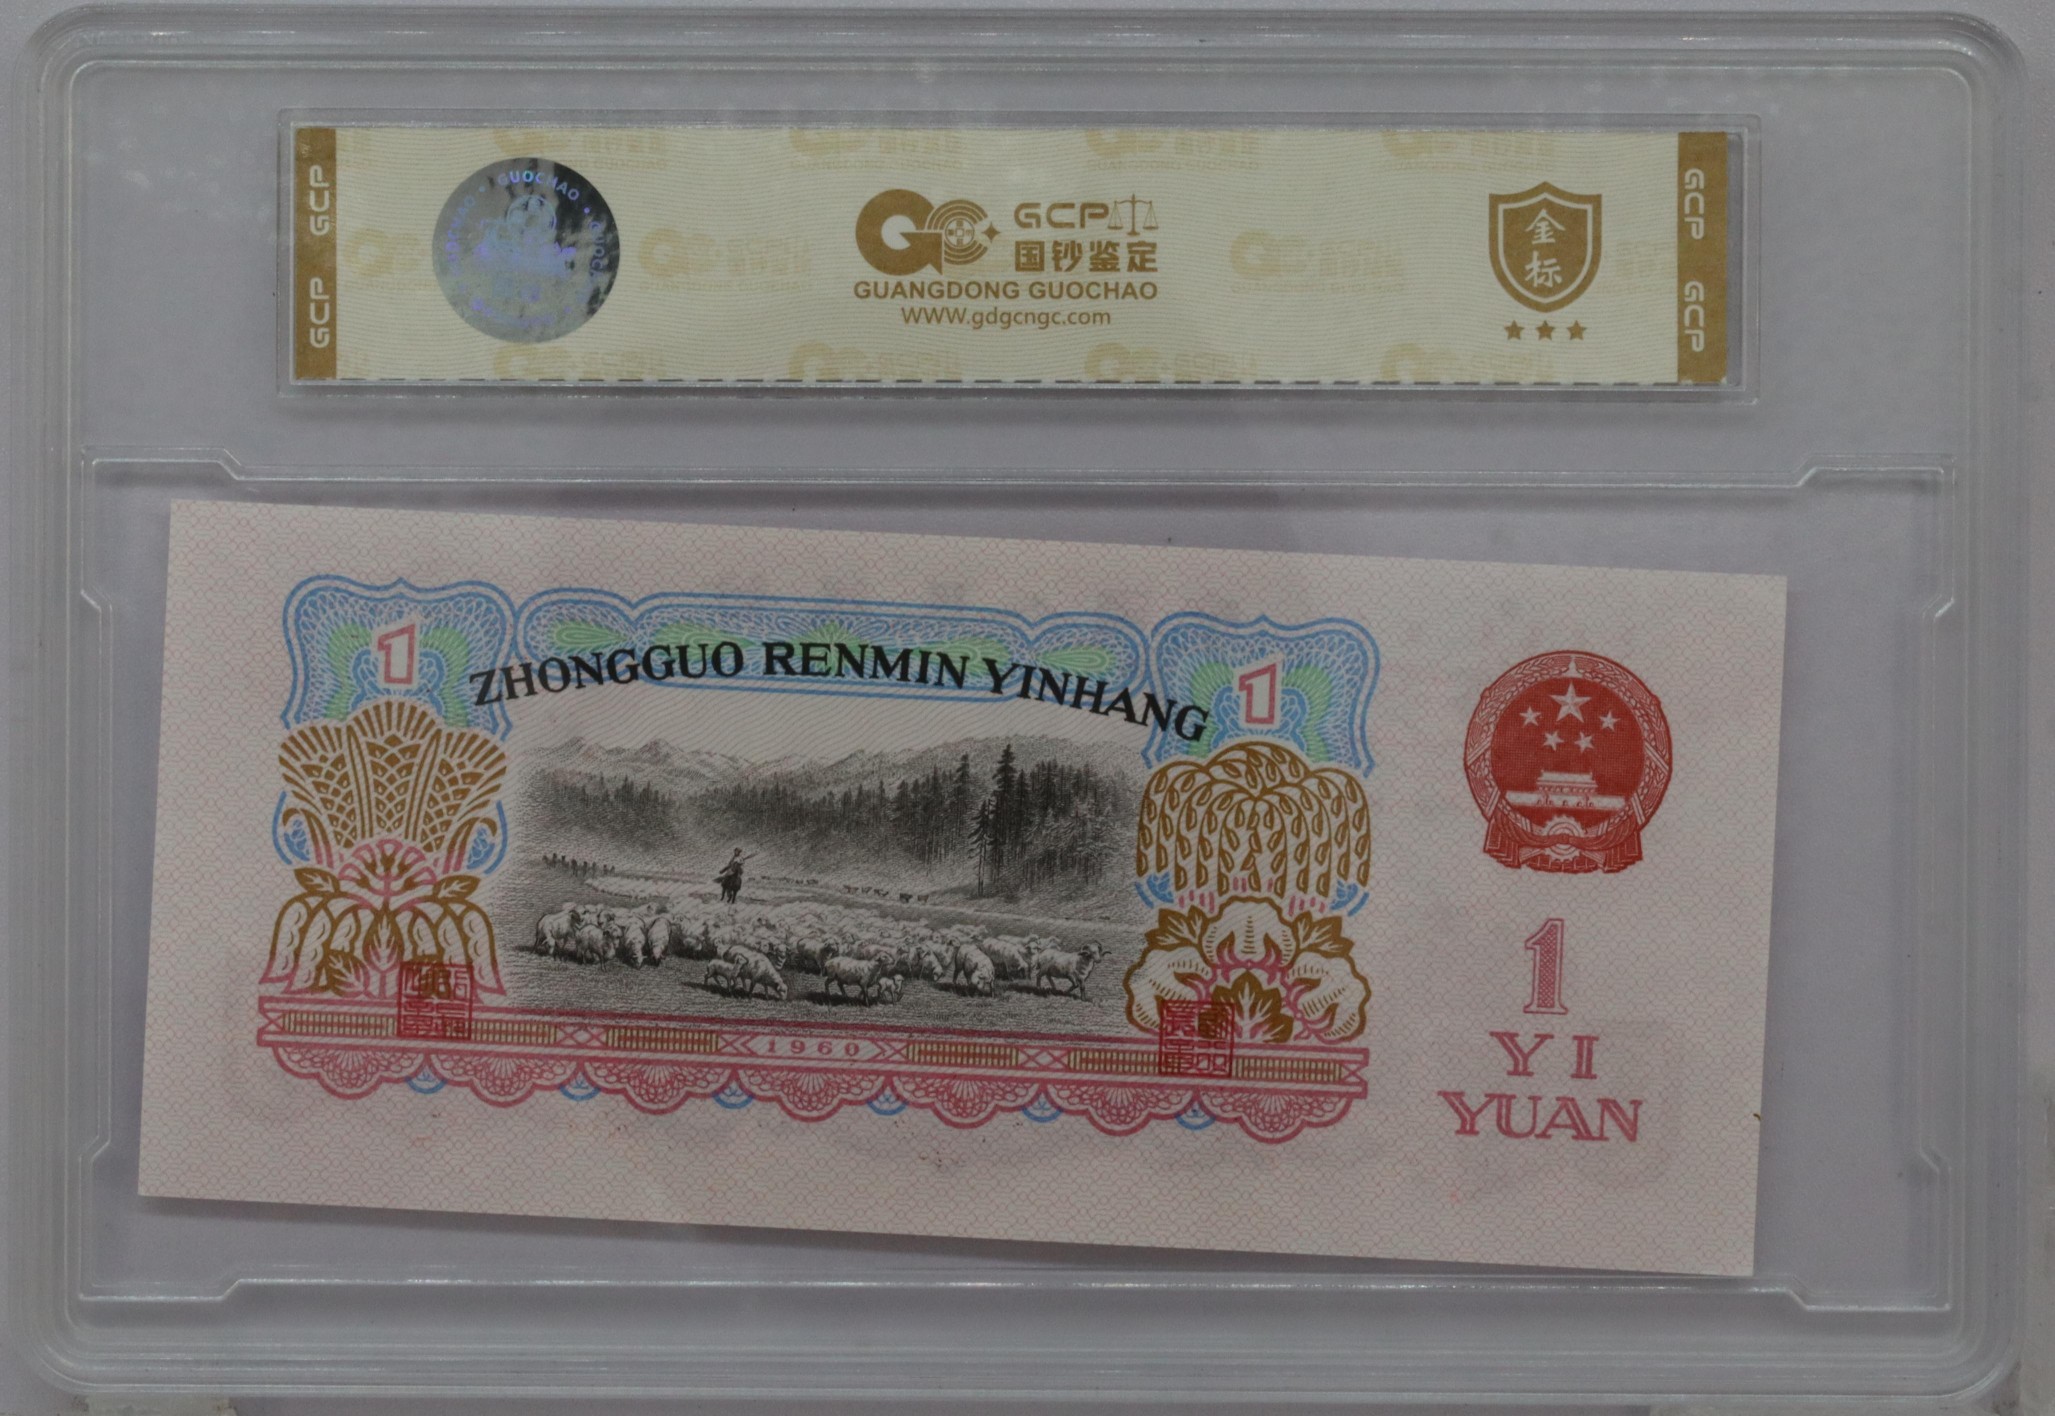 GCP
GCP
GUOCHAO
GCP
国钞鉴定
GUANGDONG GUOCHAO
www.gdgcngc.com
金
标
GCP
GCP
1
ZHONGGUO RENMIN YINHANG
1
1960
1
YI
YUAN